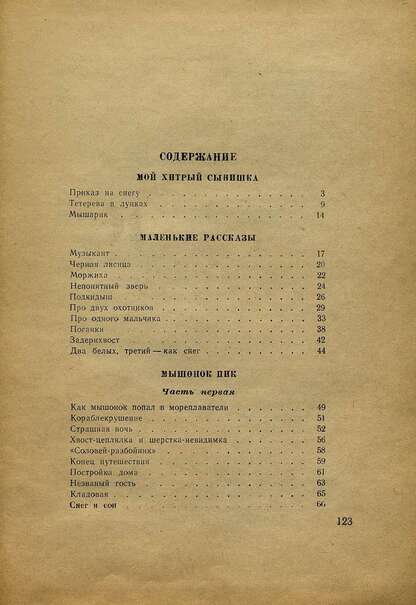 СОДЕРЖАНИЕ
МОЙ ХИТРЫЙ СЫНИШКА
Приказ на снегу . . . . . . . . . . . . 3
Тетерева в лунках . . . . . . . . . . . . 9
Мышарик . . . . . . . . . . . . 14
МАЛЕНЬКИЕ РАССКАЗЫ
Музыкант . . . . . . . . . . . . 17
Черная лисица . . . . . . . . . . . . 20
Моржиха . . . . . . . . . . . . 22
Непонятный зверь . . . . . . . . . . . . 24
Подкидыш . . . . . . . . . . . . 26
Про двух охотников . . . . . . . . . . . . 29
Про одного мальчика . . . . . . . . . . . . 33
Поганки . . . . . . . . . . . . 38
Задерихвост . . . . . . . . . . . . 42
Два белых, третий — как снег . . . . . . . . . 44
МЫШОНОК ПИК
Часть первая
Как мышонок попал в мореплаватели . . . . . . . 49
Кораблекрушение . . . . . . . . . . . . 51
Страшная ночь . . . . . . . . . . . . 52
Хвост-цеплялка и шерстка-невидимка . . . . . . . 56
«Соловей-разбойник» . . . . . . . . . . . . 58
Конец путешествия . . . . . . . . . . . . 59
Постройка дома . . . . . . . . . . . . 61
Незваный гость . . . . . . . . . . . . 63
Кладовая . . . . . . . . . . . . 65
Снег и сон . . . . . . . . . . . . 66
123